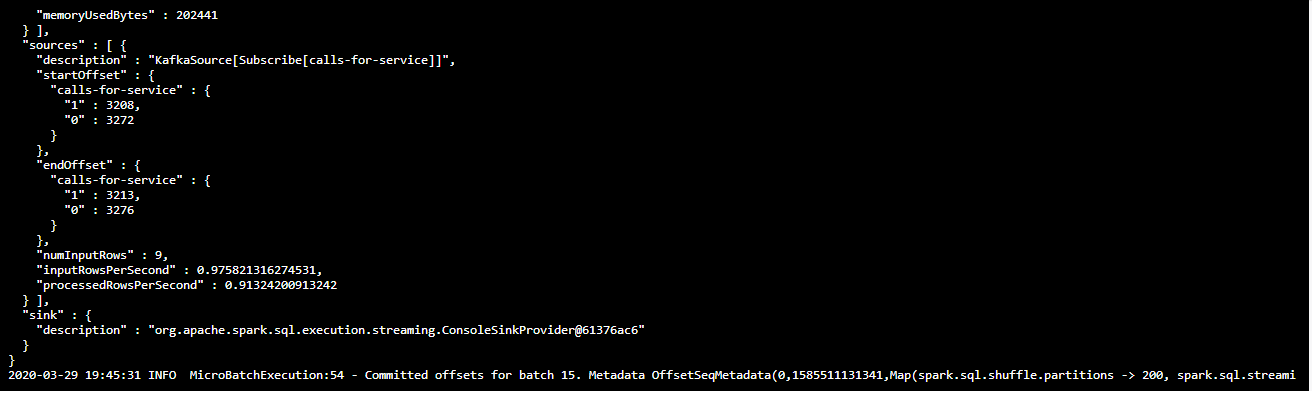 "memoryUsedBytes" : 202441
} ],
"sources" : [ {
"description" : "KafkaSource[Subscribe[calls-for-service]]",
"startOffset" : {
"calls-for-service" : {
"1" : 3208,
"0" : 3272
}
},
"endOffset" : {
"calls-for-service" : {
"1" : 3213,
"0" : 3276
}
},
"numInputRows" : 9,
"inputRowsPerSecond" : 0.975821316274531,
"processedRowsPerSecond" : 0.91324200913242
} ],
"sink" : {
"description" : "org.apache.spark.sql.execution.streaming.ConsoleSinkProvider@61376ac6"
}
}
2020-03-29 19:45:31 INFO  MicroBatchExecution:54 - Committed offsets for batch 15. Metadata OffsetSeqMetadata(0,1585511131341,Map(spark.sql.shuffle.partitions -> 200, spark.sql.streami